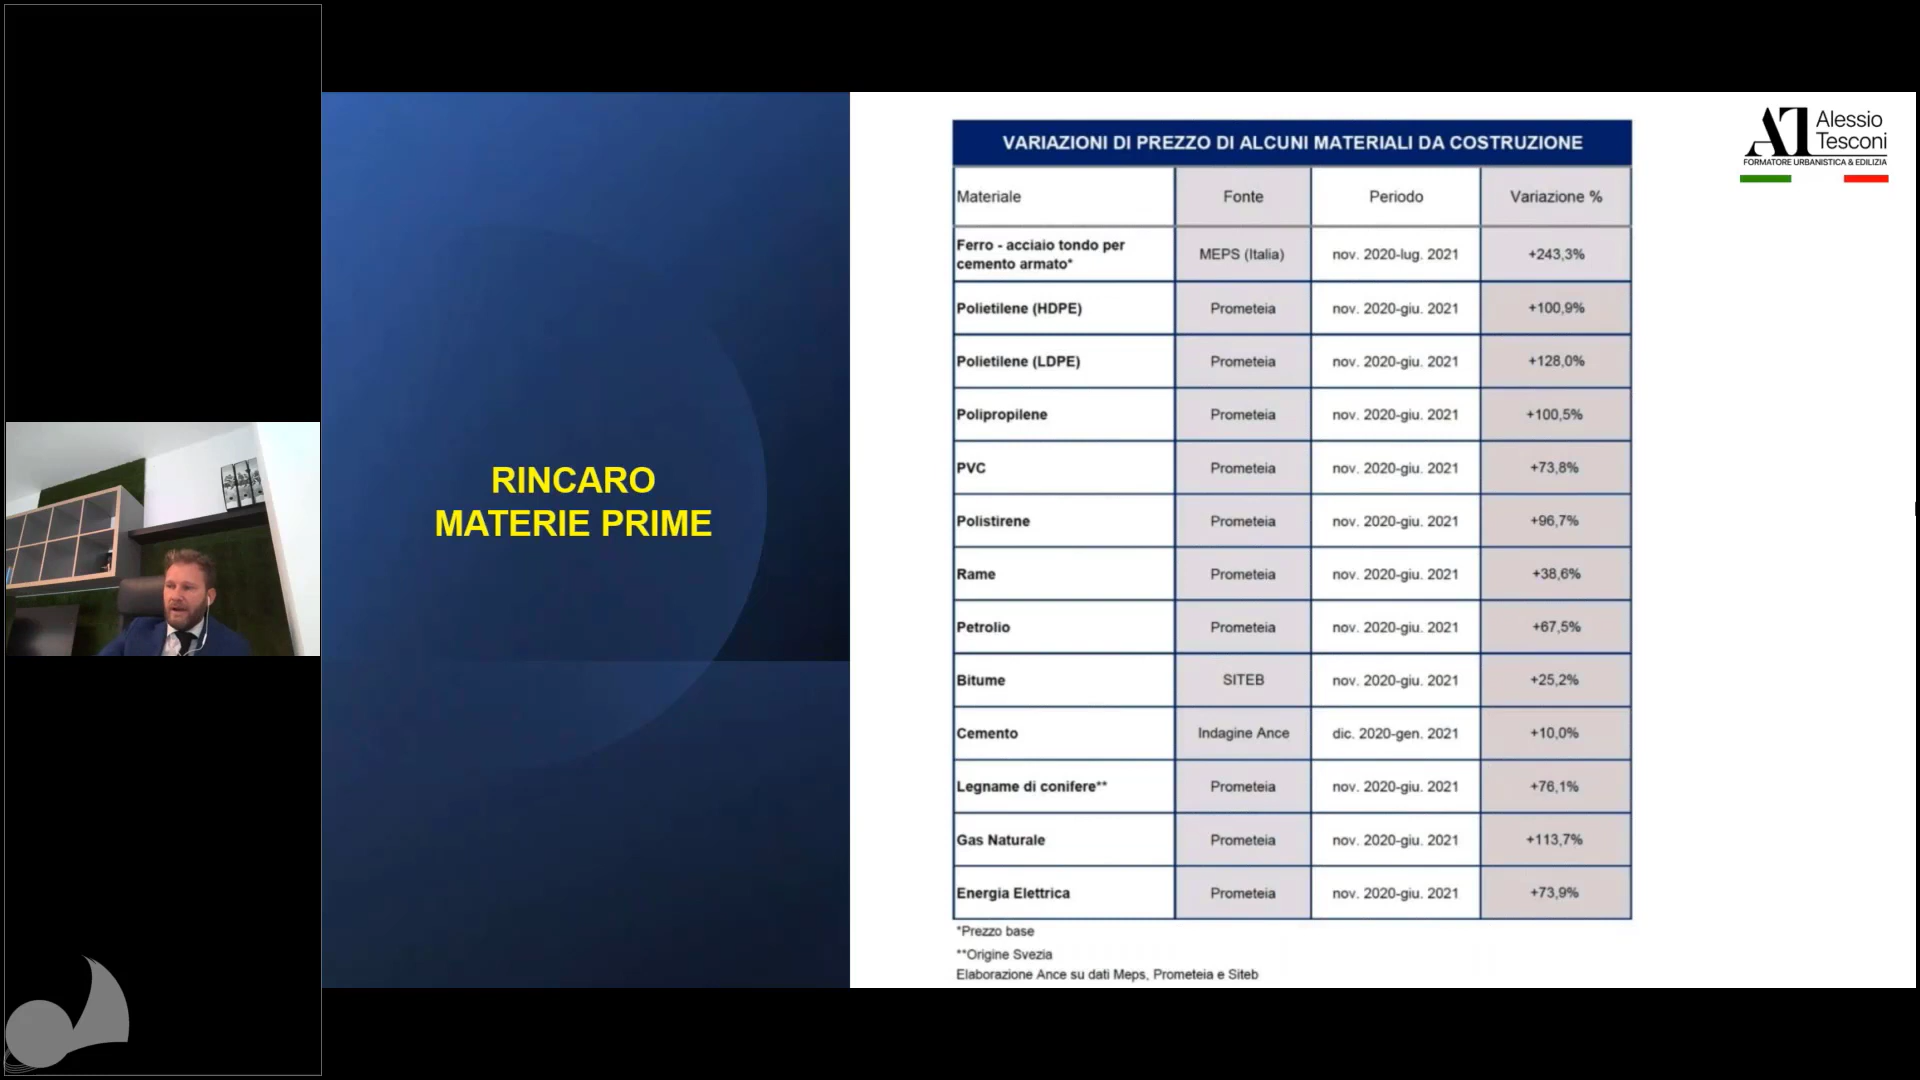 RINCARO
MATERIE PRIME
VARIAZIONI DI PREZZO DI ALCUNI MATERIALI DA COSTRUZIONE
Materiale Fonte Periodo Variazione %
Ferro - acciaio tondo per
cemento armato* MEPS (Italia) nov. 2020-lug. 2021 +243,3%
Polietilene (HDPE) Prometeia nov. 2020-giu. 2021 +100,9%
Polietilene (LDPE) Prometeia nov. 2020-giu. 2021 +128,0%
Polipropilene Prometeia nov. 2020-giu. 2021 +100,5%
PVC Prometeia nov. 2020-giu. 2021 +73,8%
Polistirene Prometeia nov. 2020-giu. 2021 +96,7%
Rame Prometeia nov. 2020-giu. 2021 +38,6%
Petrolio Prometeia nov. 2020-giu. 2021 +67,5%
Bitume SITEB nov. 2020-giu. 2021 +25,2%
Cemento Indagine Ance dic. 2020-gen. 2021 +10,0%
Legname di conifere** Prometeia nov. 2020-giu. 2021 +76,1%
Gas Naturale Prometeia nov. 2020-giu. 2021 +113,7%
Energia Elettrica Prometeia nov. 2020-giu. 2021 +73,9%
*Prezzo base
**Origine Svezia
Elaborazione Ance su dati Meps, Prometeia e Siteb
AT Alessio
Tesconi
FORMATORE URBANISTICA & EDILIZIA